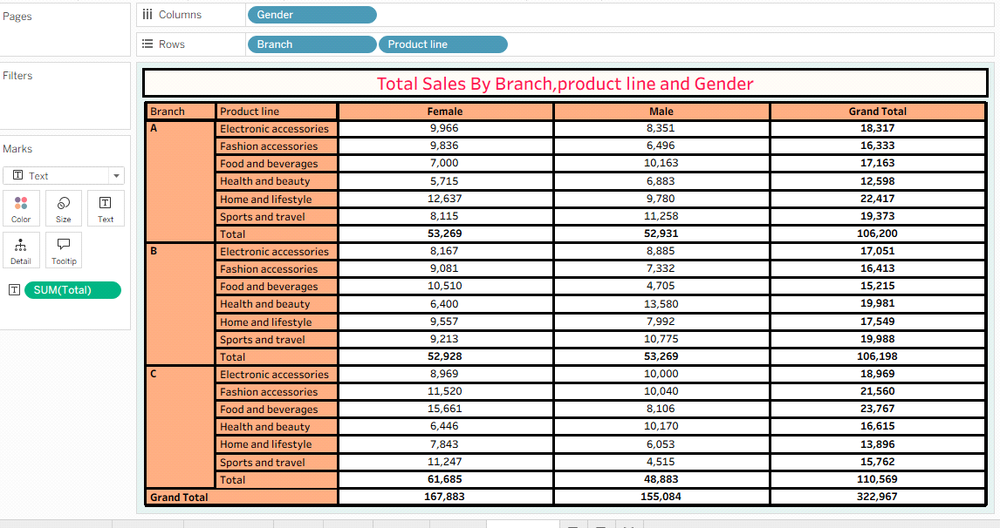 Pages
Columns Gender
Rows Branch Product line
Filters
Marks
Text
Color Size Text
Detail Tooltip
SUM(Total)
Total Sales By Branch,product line and Gender
Branch Product line Female Male Grand Total
A Electronic accessories 9,966 8,351 18,317
Fashion accessories 9,836 6,496 16,333
Food and beverages 7,000 10,163 17,163
Health and beauty 5,715 6,883 12,598
Home and lifestyle 12,637 9,780 22,417
Sports and travel 8,115 11,258 19,373
Total 53,269 52,931 106,200
B Electronic accessories 8,167 8,885 17,051
Fashion accessories 9,081 7,332 16,413
Food and beverages 10,510 4,705 15,215
Health and beauty 6,400 13,580 19,981
Home and lifestyle 9,557 7,992 17,549
Sports and travel 9,213 10,775 19,988
Total 52,928 53,269 106,198
C Electronic accessories 8,969 10,000 18,969
Fashion accessories 11,520 10,040 21,560
Food and beverages 15,661 8,106 23,767
Health and beauty 6,446 10,170 16,615
Home and lifestyle 7,843 6,053 13,896
Sports and travel 11,247 4,515 15,762
Total 61,685 48,883 110,569
Grand Total 167,883 155,084 322,967